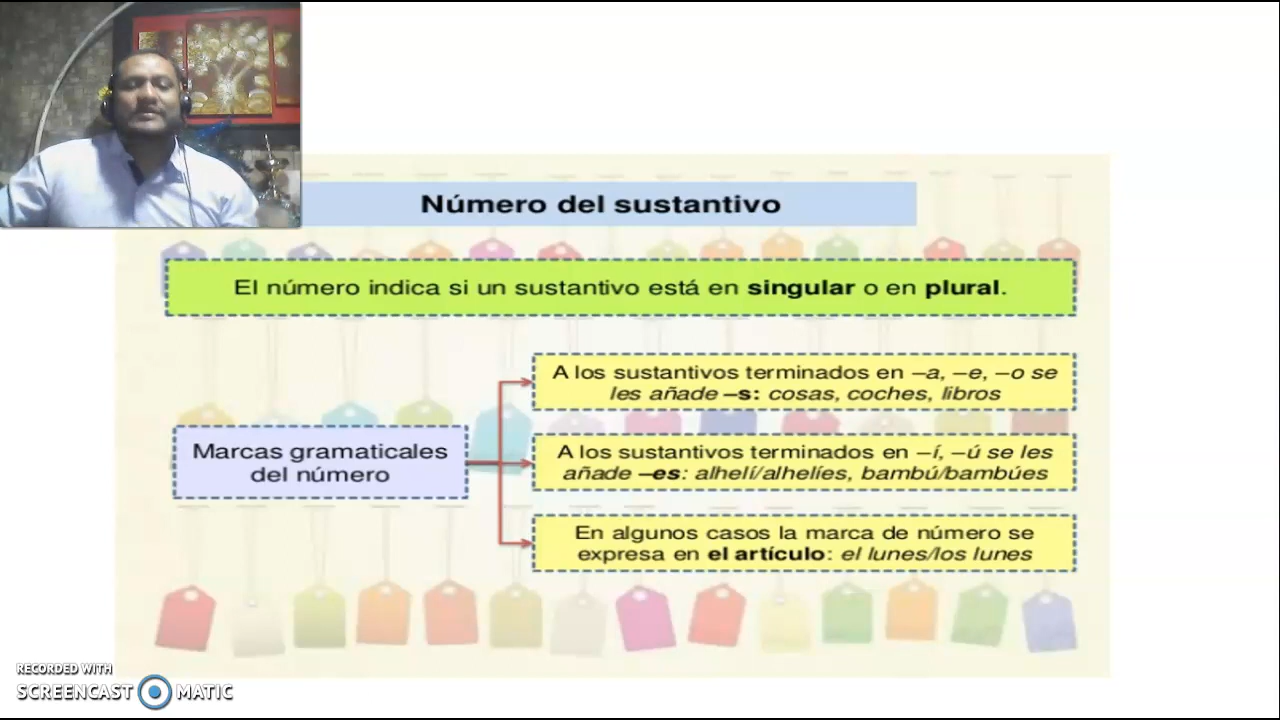 Número del sustantivo
El número indica si un sustantivo está en singular o en plural.
Marcas gramaticales
del número
A los sustantivos terminados en –a, –e, –o se
les añade –s: cosas, coches, libros
A los sustantivos terminados en –í, –ú se les
añade –es: alhelí/alhelíes, bambú/bambúes
En algunos casos la marca de número se
expresa en el artículo: el lunes/los lunes
RECORDED WITH
SCREENCAST MATIC